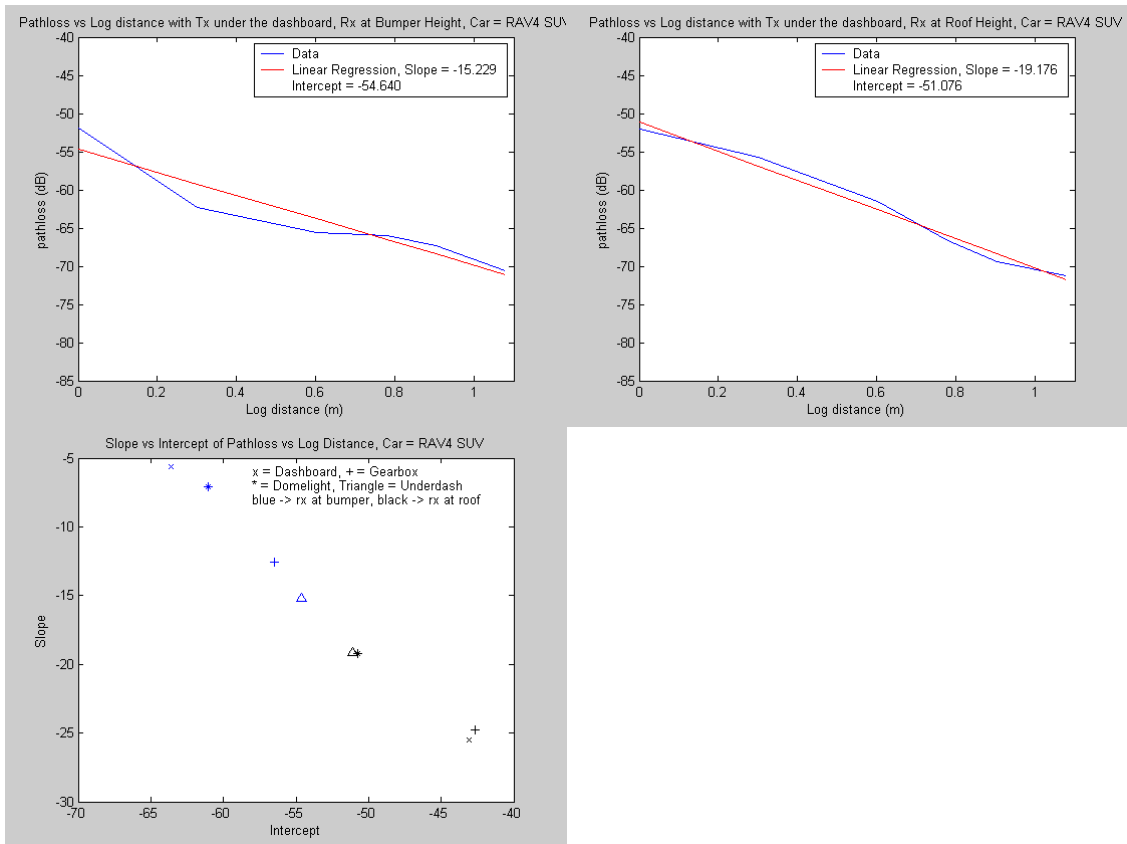 Pathloss vs Log distance with Tx under the dashboard, Rx at Bumper Height, Car = RAV4 SUV
-40
-45
-50
-55
-60
-65
-70
-75
-80
-85
pathloss (dB)
Data
Linear Regression, Slope = -15.229
Intercept = -54.640
0 0.2 0.4 0.6 0.8 1
Log distance (m)
Pathloss vs Log distance with Tx under the dashboard, Rx at Roof Height, Car = RAV4 SUV
-40
-45
-50
-55
-60
-65
-70
-75
-80
-85
pathloss (dB)
Data
Linear Regression, Slope = -19.176
Intercept = -51.076
0 0.2 0.4 0.6 0.8 1
Log distance (m)
Slope vs Intercept of Pathloss vs Log Distance, Car = RAV4 SUV
-5
-10
-15
-20
-25
-30
Slope
x = Dashboard, + = Gearbox
* = Domelight, Triangle = Underdash
blue -> rx at bumper, black -> rx at roof
-70 -65 -60 -55 -50 -45 -40
Intercept